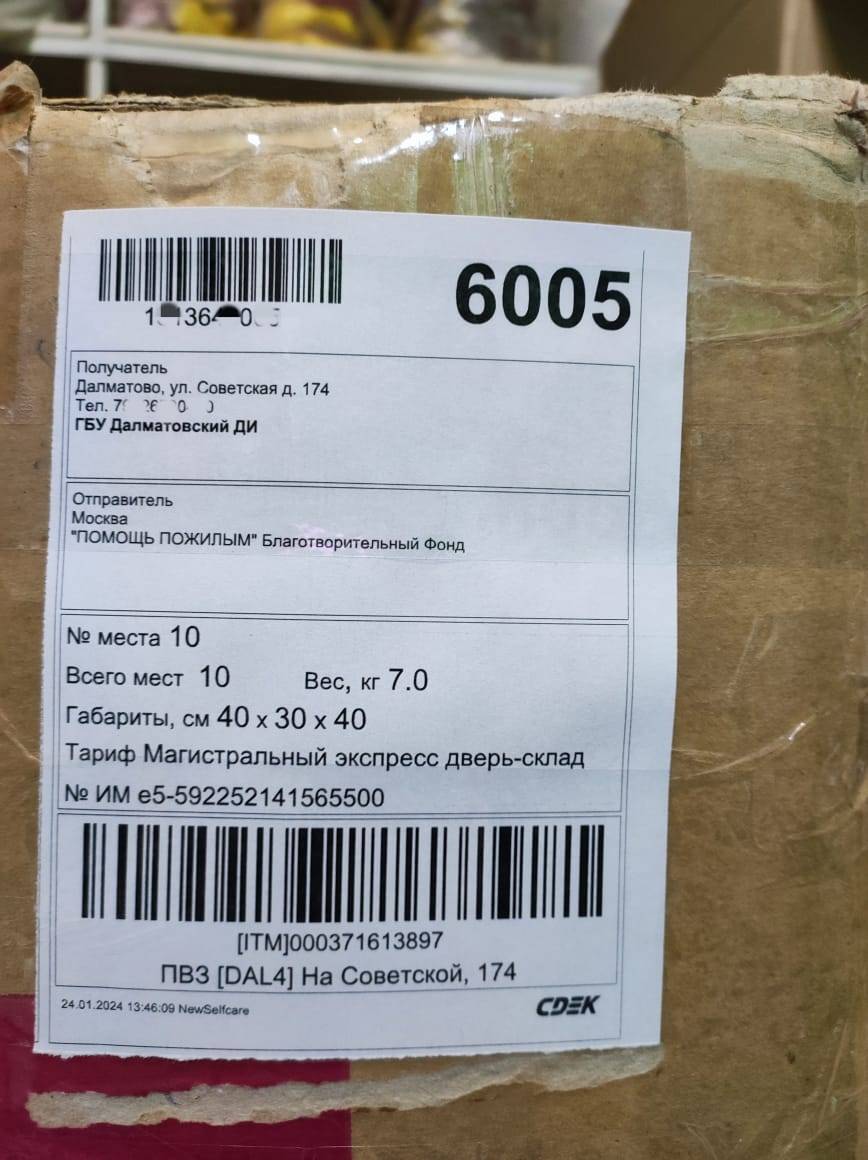 6005
Получатель
Далматово, ул. Советская д. 174
Тел.
ГБУ Далматовский ДИ
Отправитель
Москва
"ПОМОЩЬ ПОЖИЛЫМ" Благотворительный Фонд
№ места 10
Всего мест 10 Вес, кг 7.0
Габариты, см 40 x 30 x 40
Тариф Магистральный экспресс дверь-склад
№ ИМ e5-592252141565500
[ITM]000371613897
ПВЗ [DAL4] На Советской, 174
24.01.2024 13:46:09 NewSelfcare
CDEK